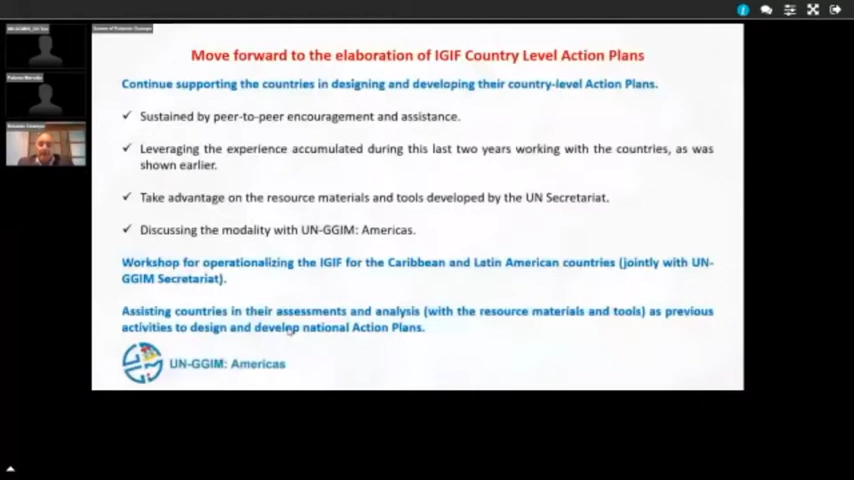 Move forward to the elaboration of IGIF Country Level Action Plans
Continue supporting the countries in designing and developing their country-level Action Plans.
✓ Sustained by peer-to-peer encouragement and assistance.
✓ Leveraging the experience accumulated during this last two years working with the countries, as was
shown earlier.
✓ Take advantage on the resource materials and tools developed by the UN Secretariat.
✓ Discussing the modality with UN-GGIM: Americas.
Workshop for operationalizing the IGIF for the Caribbean and Latin American countries (jointly with UN-
GGIM Secretariat).
Assisting countries in their assessments and analysis (with the resource materials and tools) as previous
activities to design and develop national Action Plans.
UN-GGIM: Americas